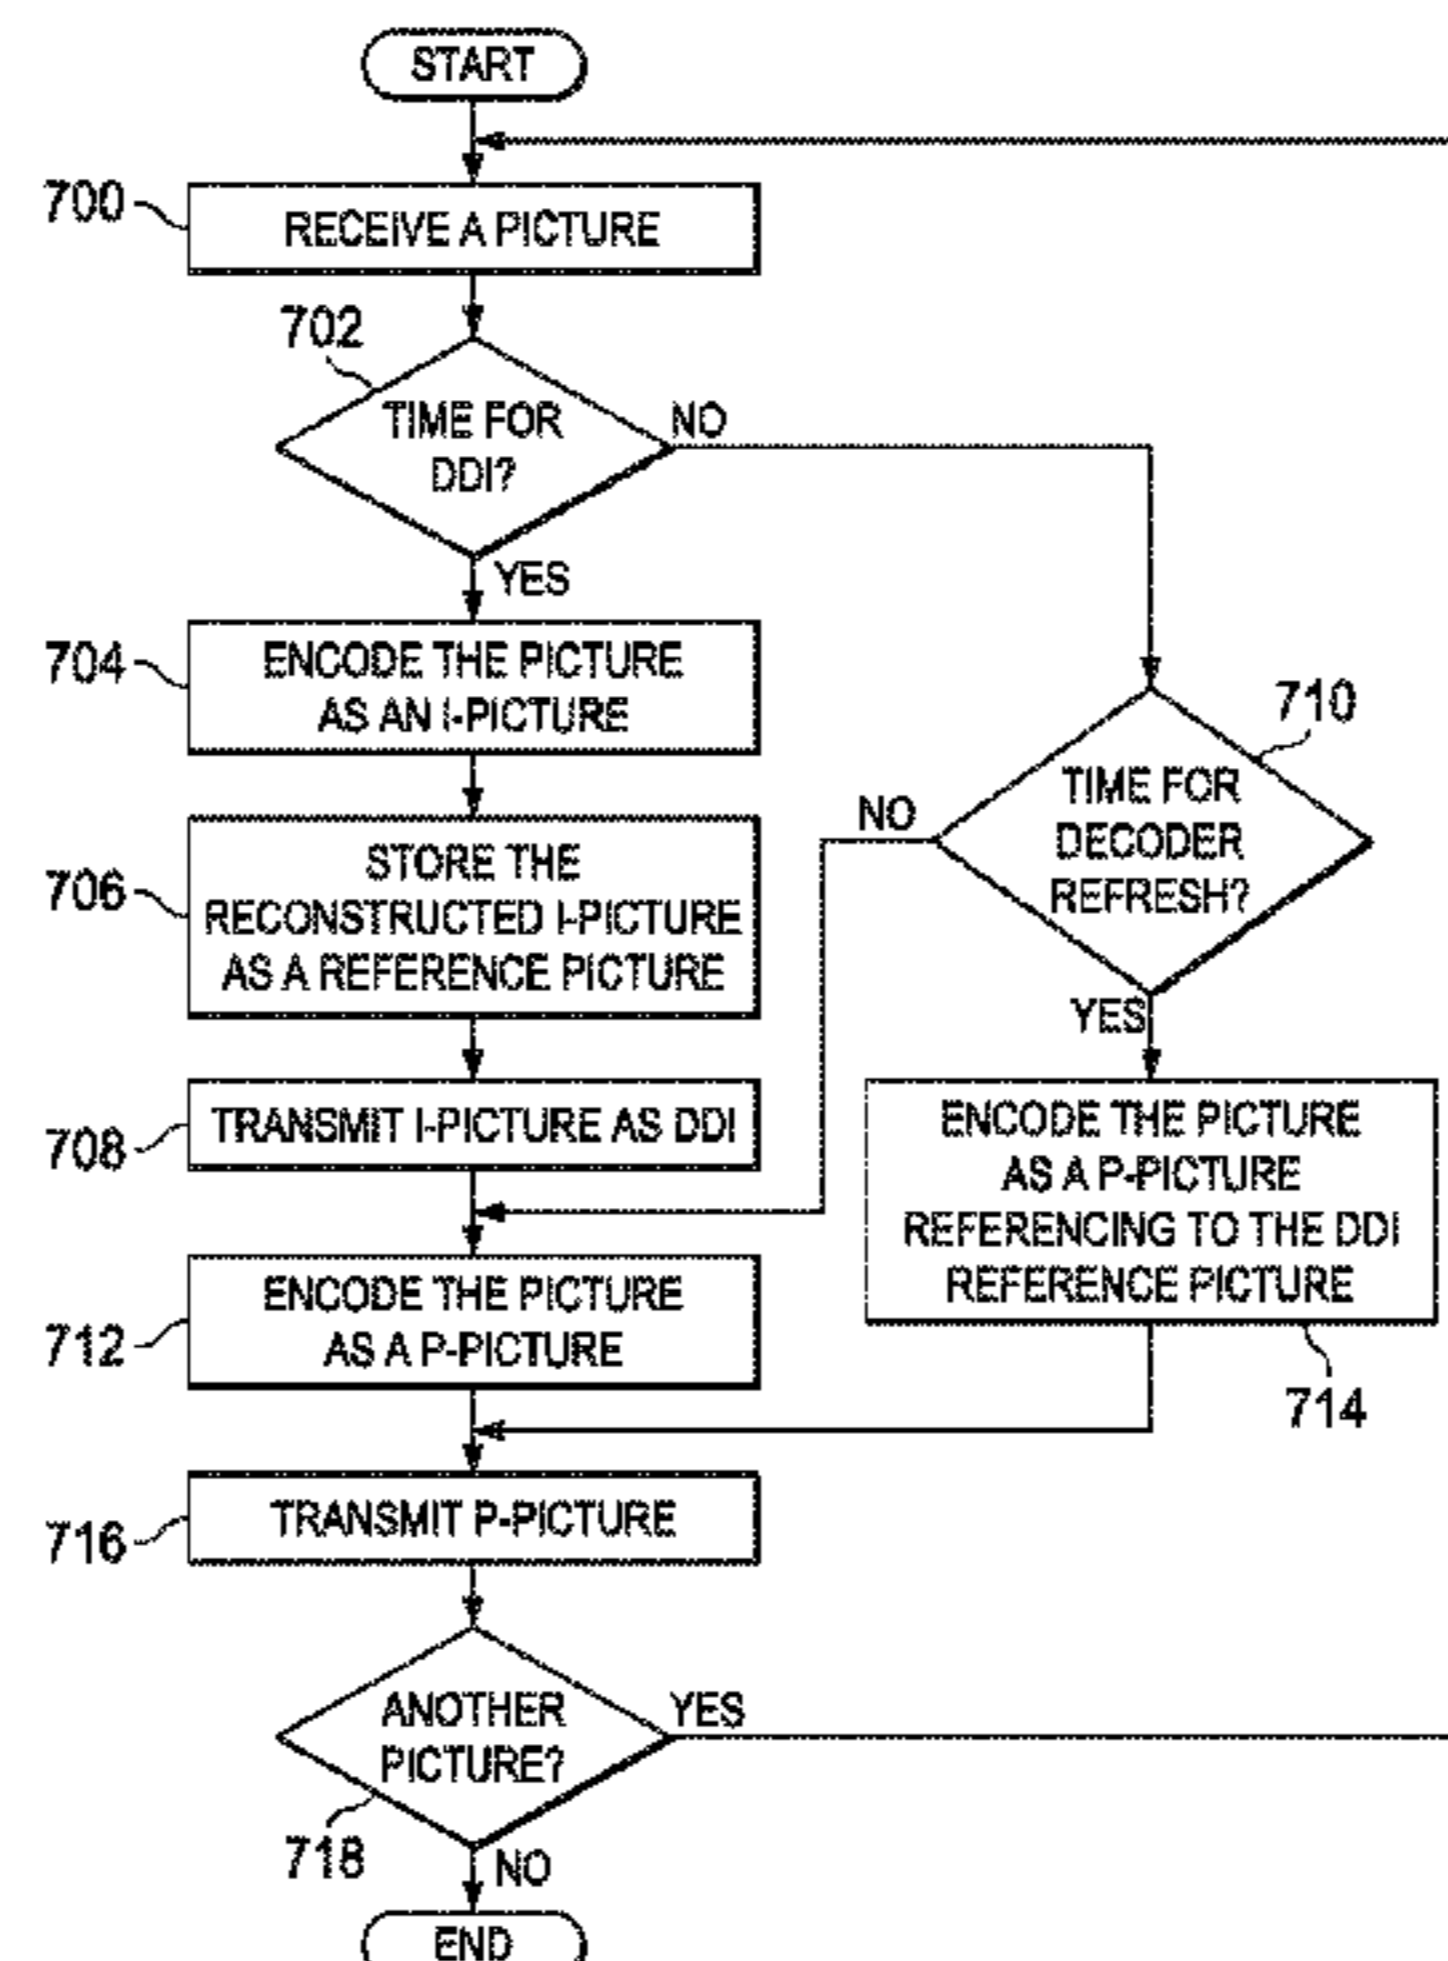 START
700
RECEIVE A PICTURE
702
TIME FOR
DDI?
NO
YES
704
ENCODE THE PICTURE
AS AN I-PICTURE
710
TIME FOR
DECODER
REFRESH?
NO
YES
706
STORE THE
RECONSTRUCTED I-PICTURE
AS A REFERENCE PICTURE
708
TRANSMIT I-PICTURE AS DDI
ENCODE THE PICTURE
AS A P-PICTURE
REFERENCING TO THE DDI
REFERENCE PICTURE
714
712
ENCODE THE PICTURE
AS A P-PICTURE
716
TRANSMIT P-PICTURE
ANOTHER
PICTURE?
YES
718
NO
END